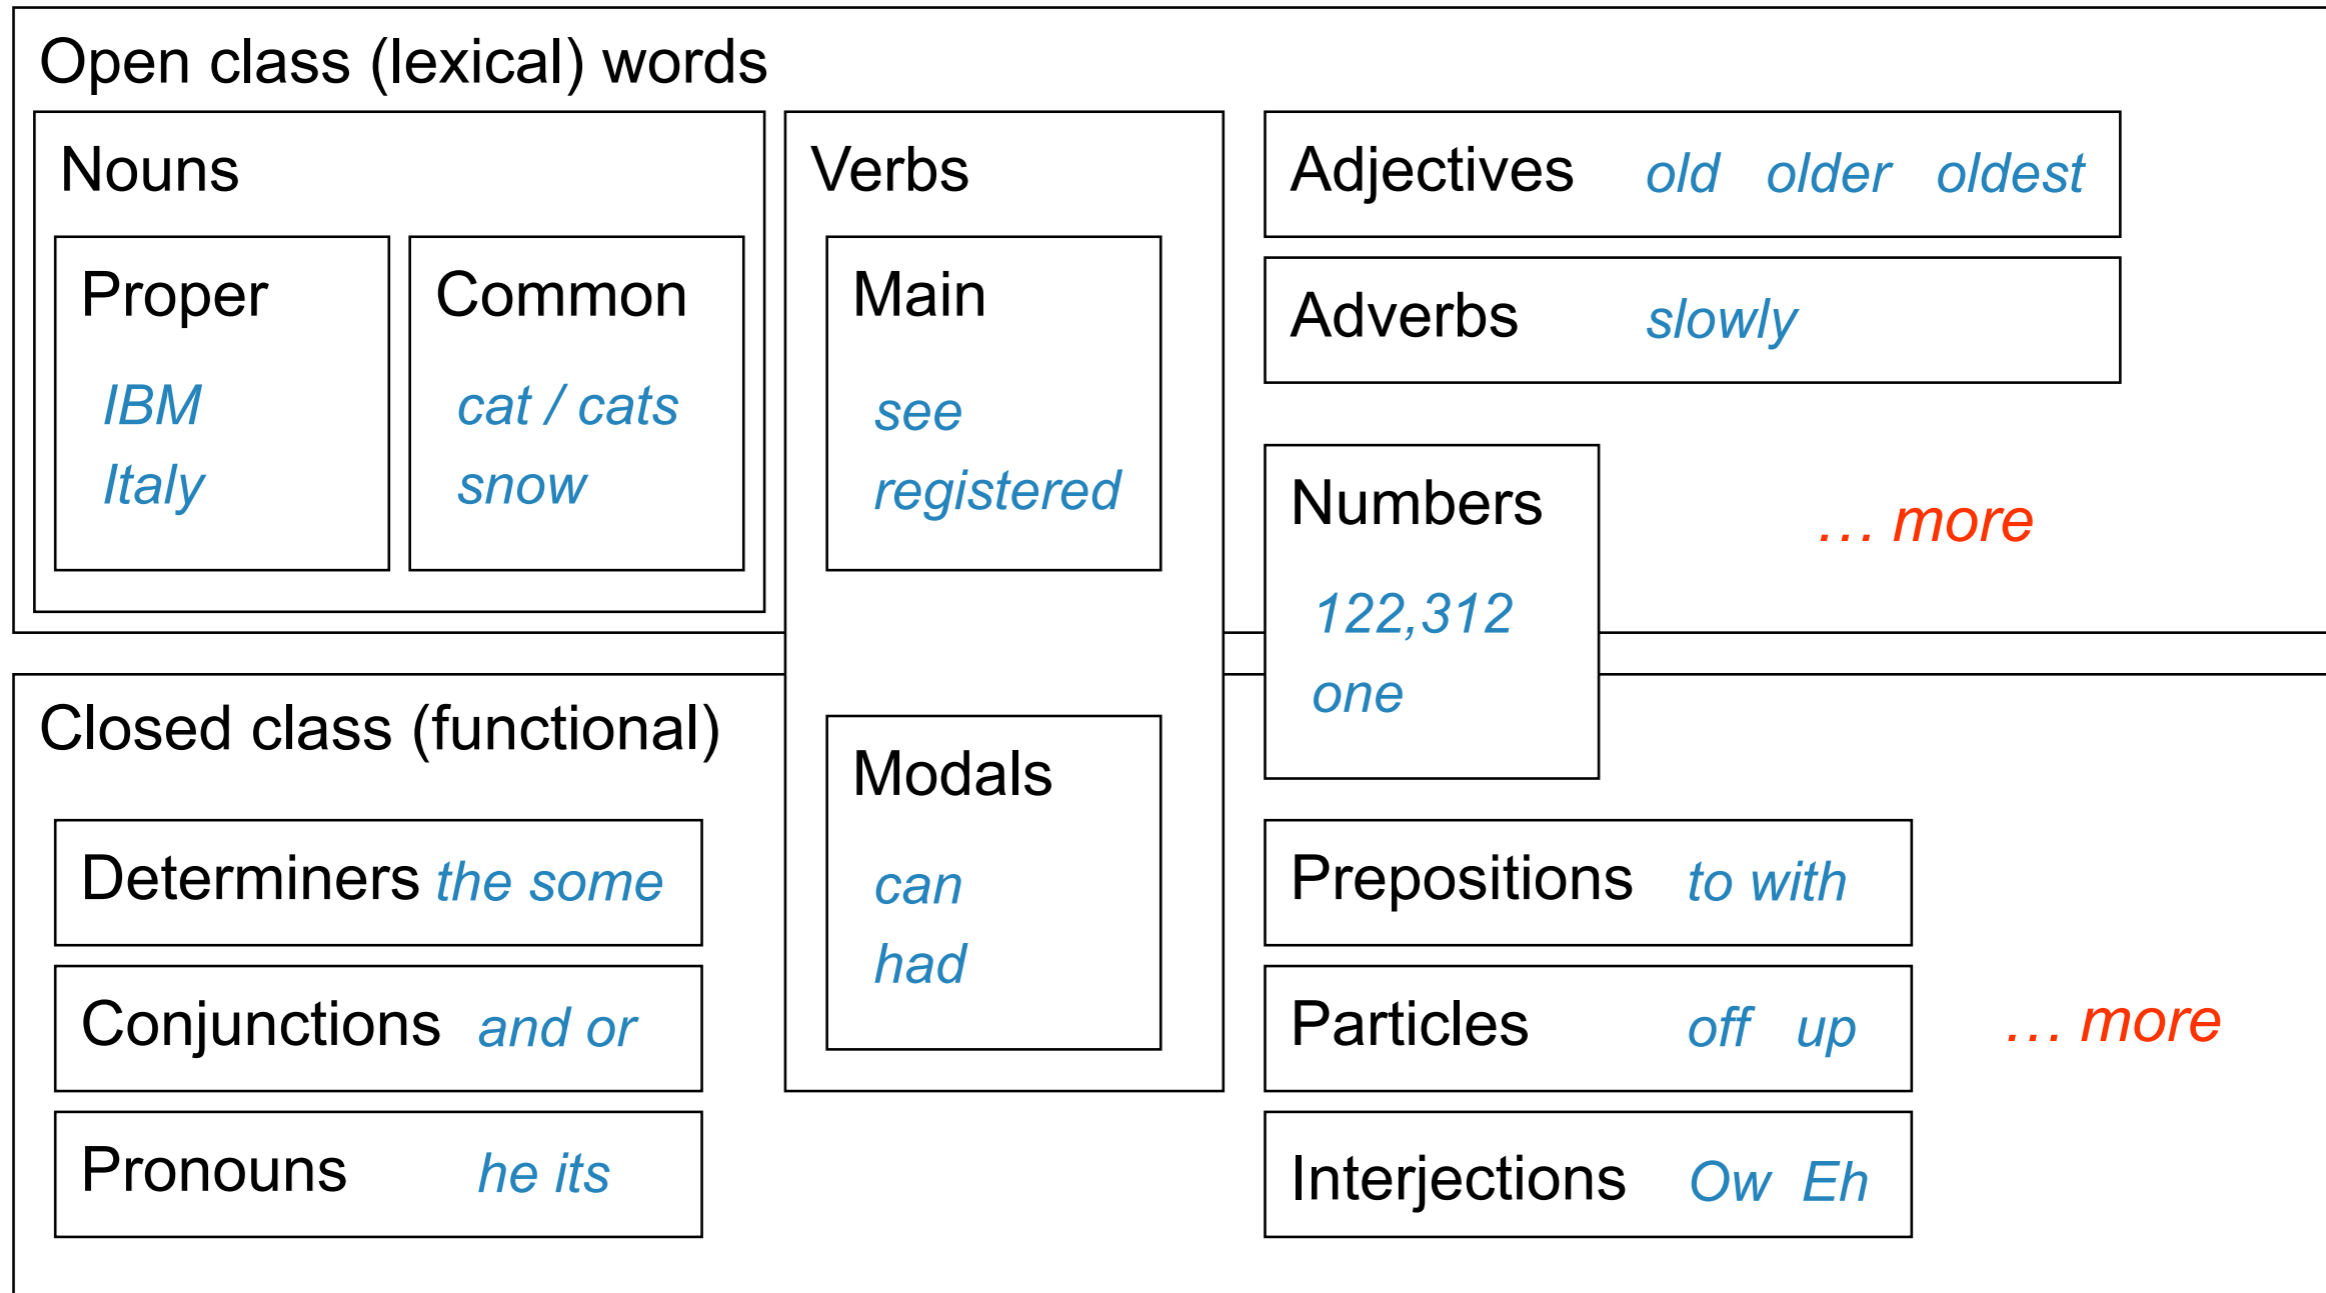 Open class (lexical) words
Nouns
Proper
IBM
Italy
Common
cat / cats
snow
Verbs
Main
see
registered
Adjectives old older oldest
Adverbs slowly
Numbers
122,312
one
… more
Closed class (functional)
Determiners the some
Conjunctions and or
Pronouns he its
Modals
can
had
Prepositions to with
Particles off up
Interjections Ow Eh
… more